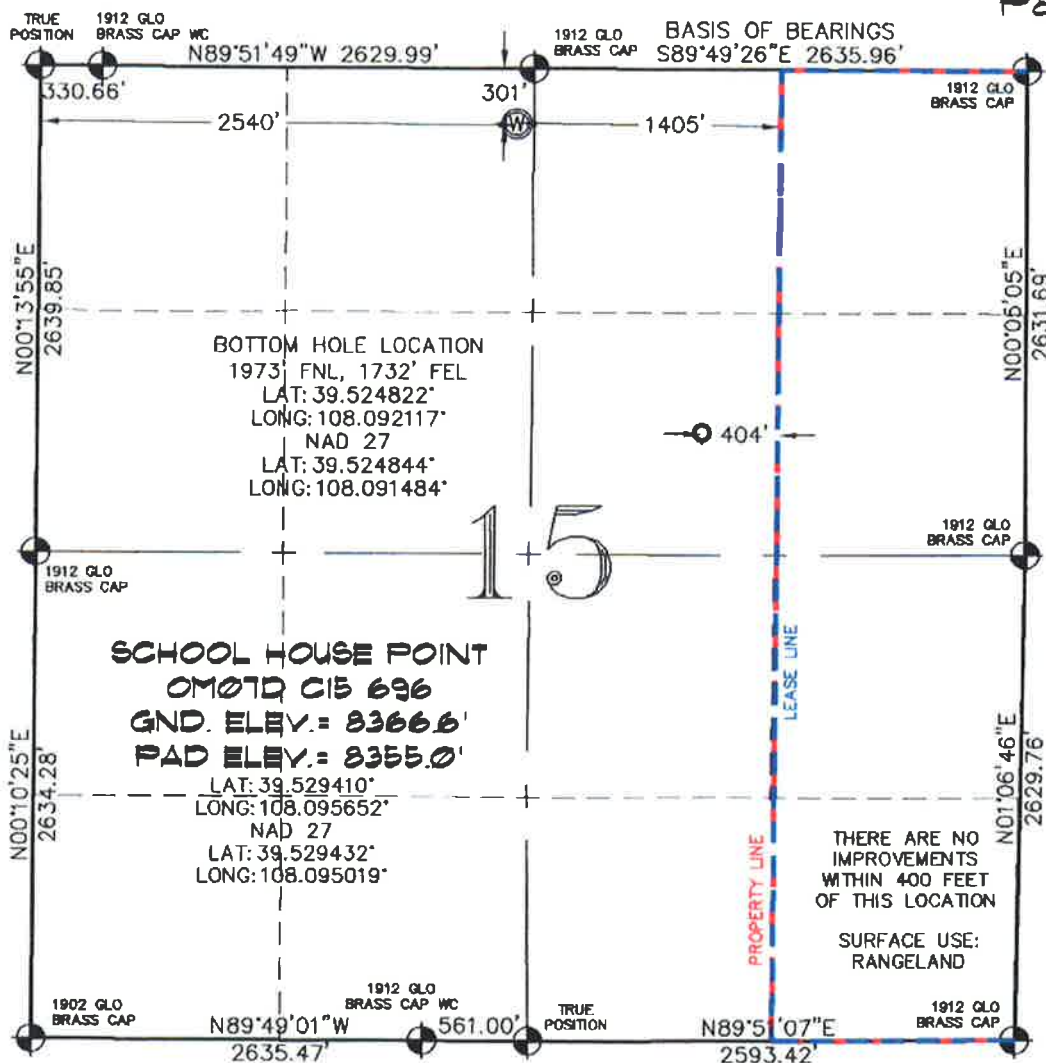 TRUE
POSITION
1912 GLO
BRASS CAP WC
N89°51'49"W 2629.99'
1912 GLO
BRASS CAP
BASIS OF BEARINGS
S89°49'26"E 2635.96'
1912 GLO
BRASS CAP
330.66'
301'
2540'
W
1405'
N00°13'55"E
2639.85'
N00°05'05"E
2631.69'
BOTTOM HOLE LOCATION
1973' FNL, 1732' FEL
LAT: 39.524822°
LONG: 108.092117°
NAD 27
LAT: 39.524844°
LONG: 108.091484°
404'
15
1912 GLO
BRASS CAP
1912 GLO
BRASS CAP
SCHOOL HOUSE POINT
OM07D C15 696
GND. ELEV.= 8366.6'
PAD ELEV.= 8355.0'
LAT: 39.529410°
LONG: 108.095652°
NAD 27
LAT: 39.529432°
LONG: 108.095019°
LEASE LINE
PROPERTY LINE
N00°10'25"E
2634.28'
N01°06'46"E
2629.76'
THERE ARE NO
IMPROVEMENTS
WITHIN 400 FEET
OF THIS LOCATION
SURFACE USE:
RANGELAND
1902 GLO
BRASS CAP
N89°49'01"W
2635.47'
1912 GLO
BRASS CAP WC
561.00'
TRUE
POSITION
N89°51'07"E
2593.42'
1912 GLO
BRASS CAP